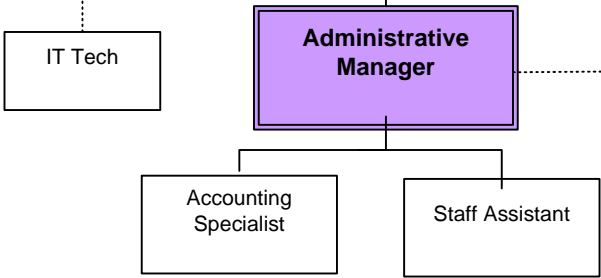 IT Tech
Administrative
Manager
Accounting
Specialist
Staff Assistant